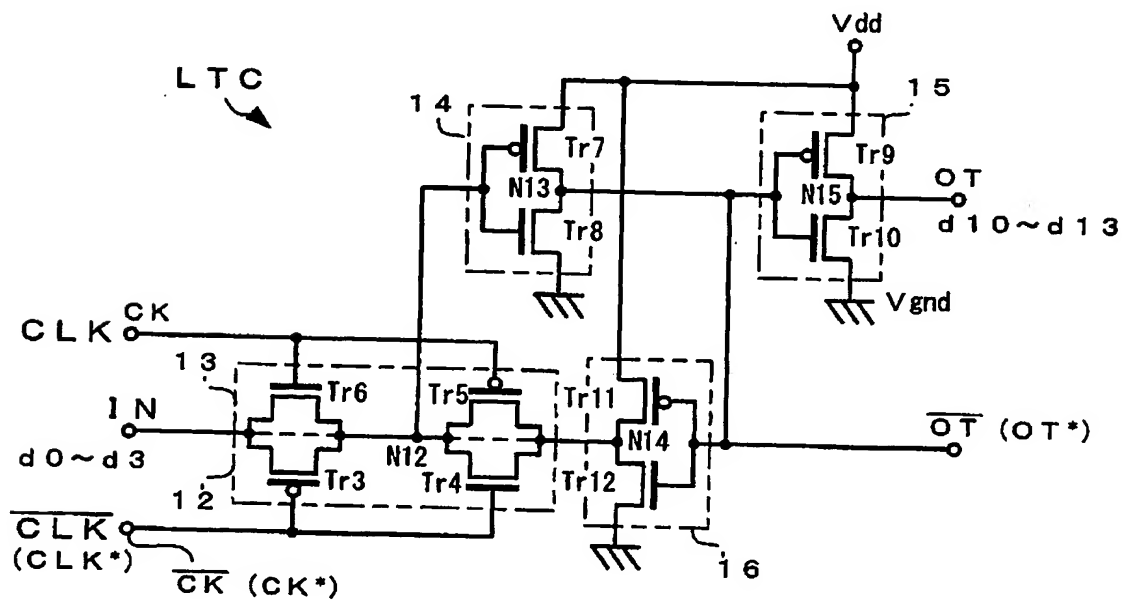 Vdd
LTC
14
15
Tr7
Tr9
N13
N15
OT
Tr8
Tr10
d10~d13
Vgnd
CLK
CK
13
Tr6
Tr5
Tr11
IN
N14
OT (OT*)
d0~d3
N12
Tr3
Tr4
Tr12
12
CLK
(CLK*)
16
CK (CK*)